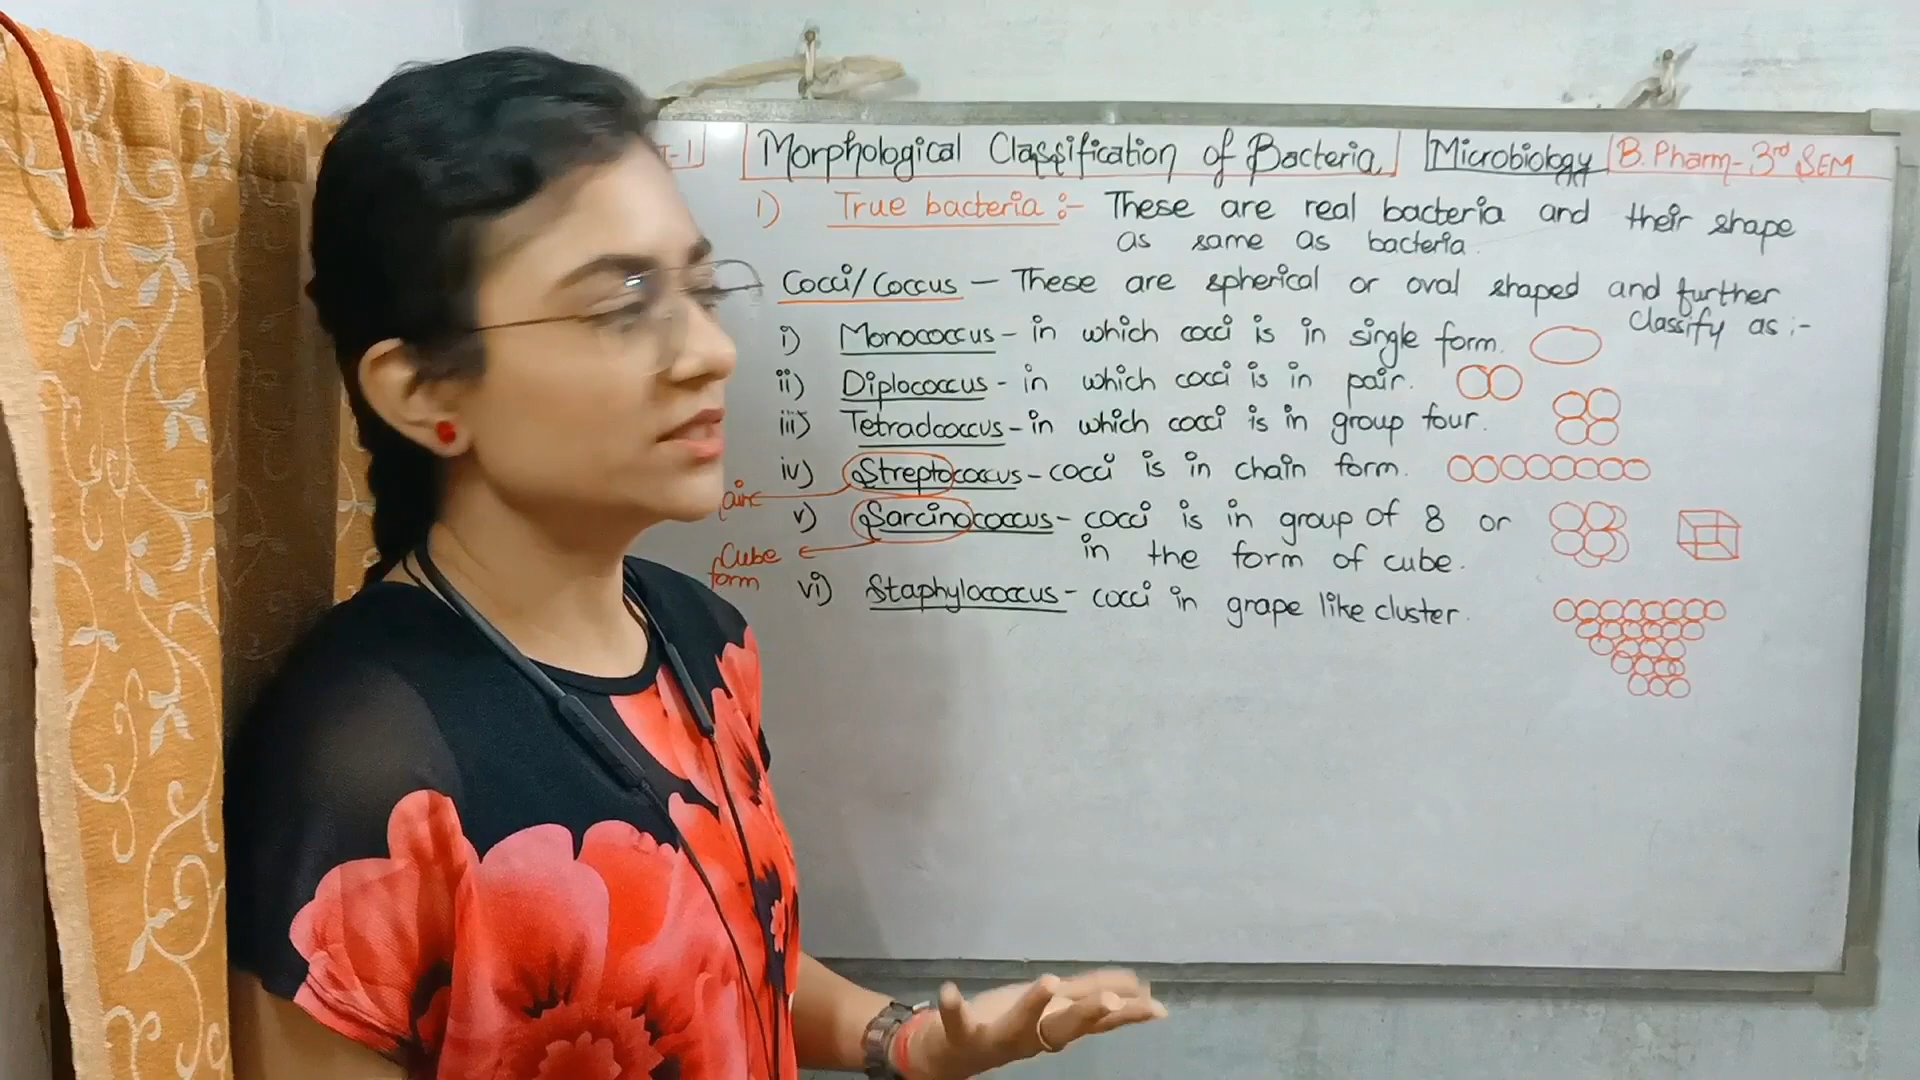 Morphological Classification of Bacteria Microbiology B. Pharm-3rd SEM
1) True bacteria :- These are real bacteria and their shape
as same as bacteria.
Cocci/Coccus - These are spherical or oval shaped and further
classify as :-
i) Monococcus - in which cocci is in single form.
ii) Diplococcus - in which cocci is in pair.
iii) Tetradcoccus - in which cocci is in group four.
iv) Streptococcus - cocci is in chain form.
v) Sarcinococcus - cocci is in group of 8 or
in the form of cube.
Cube
form
vi) Staphylococcus - cocci in grape like cluster.